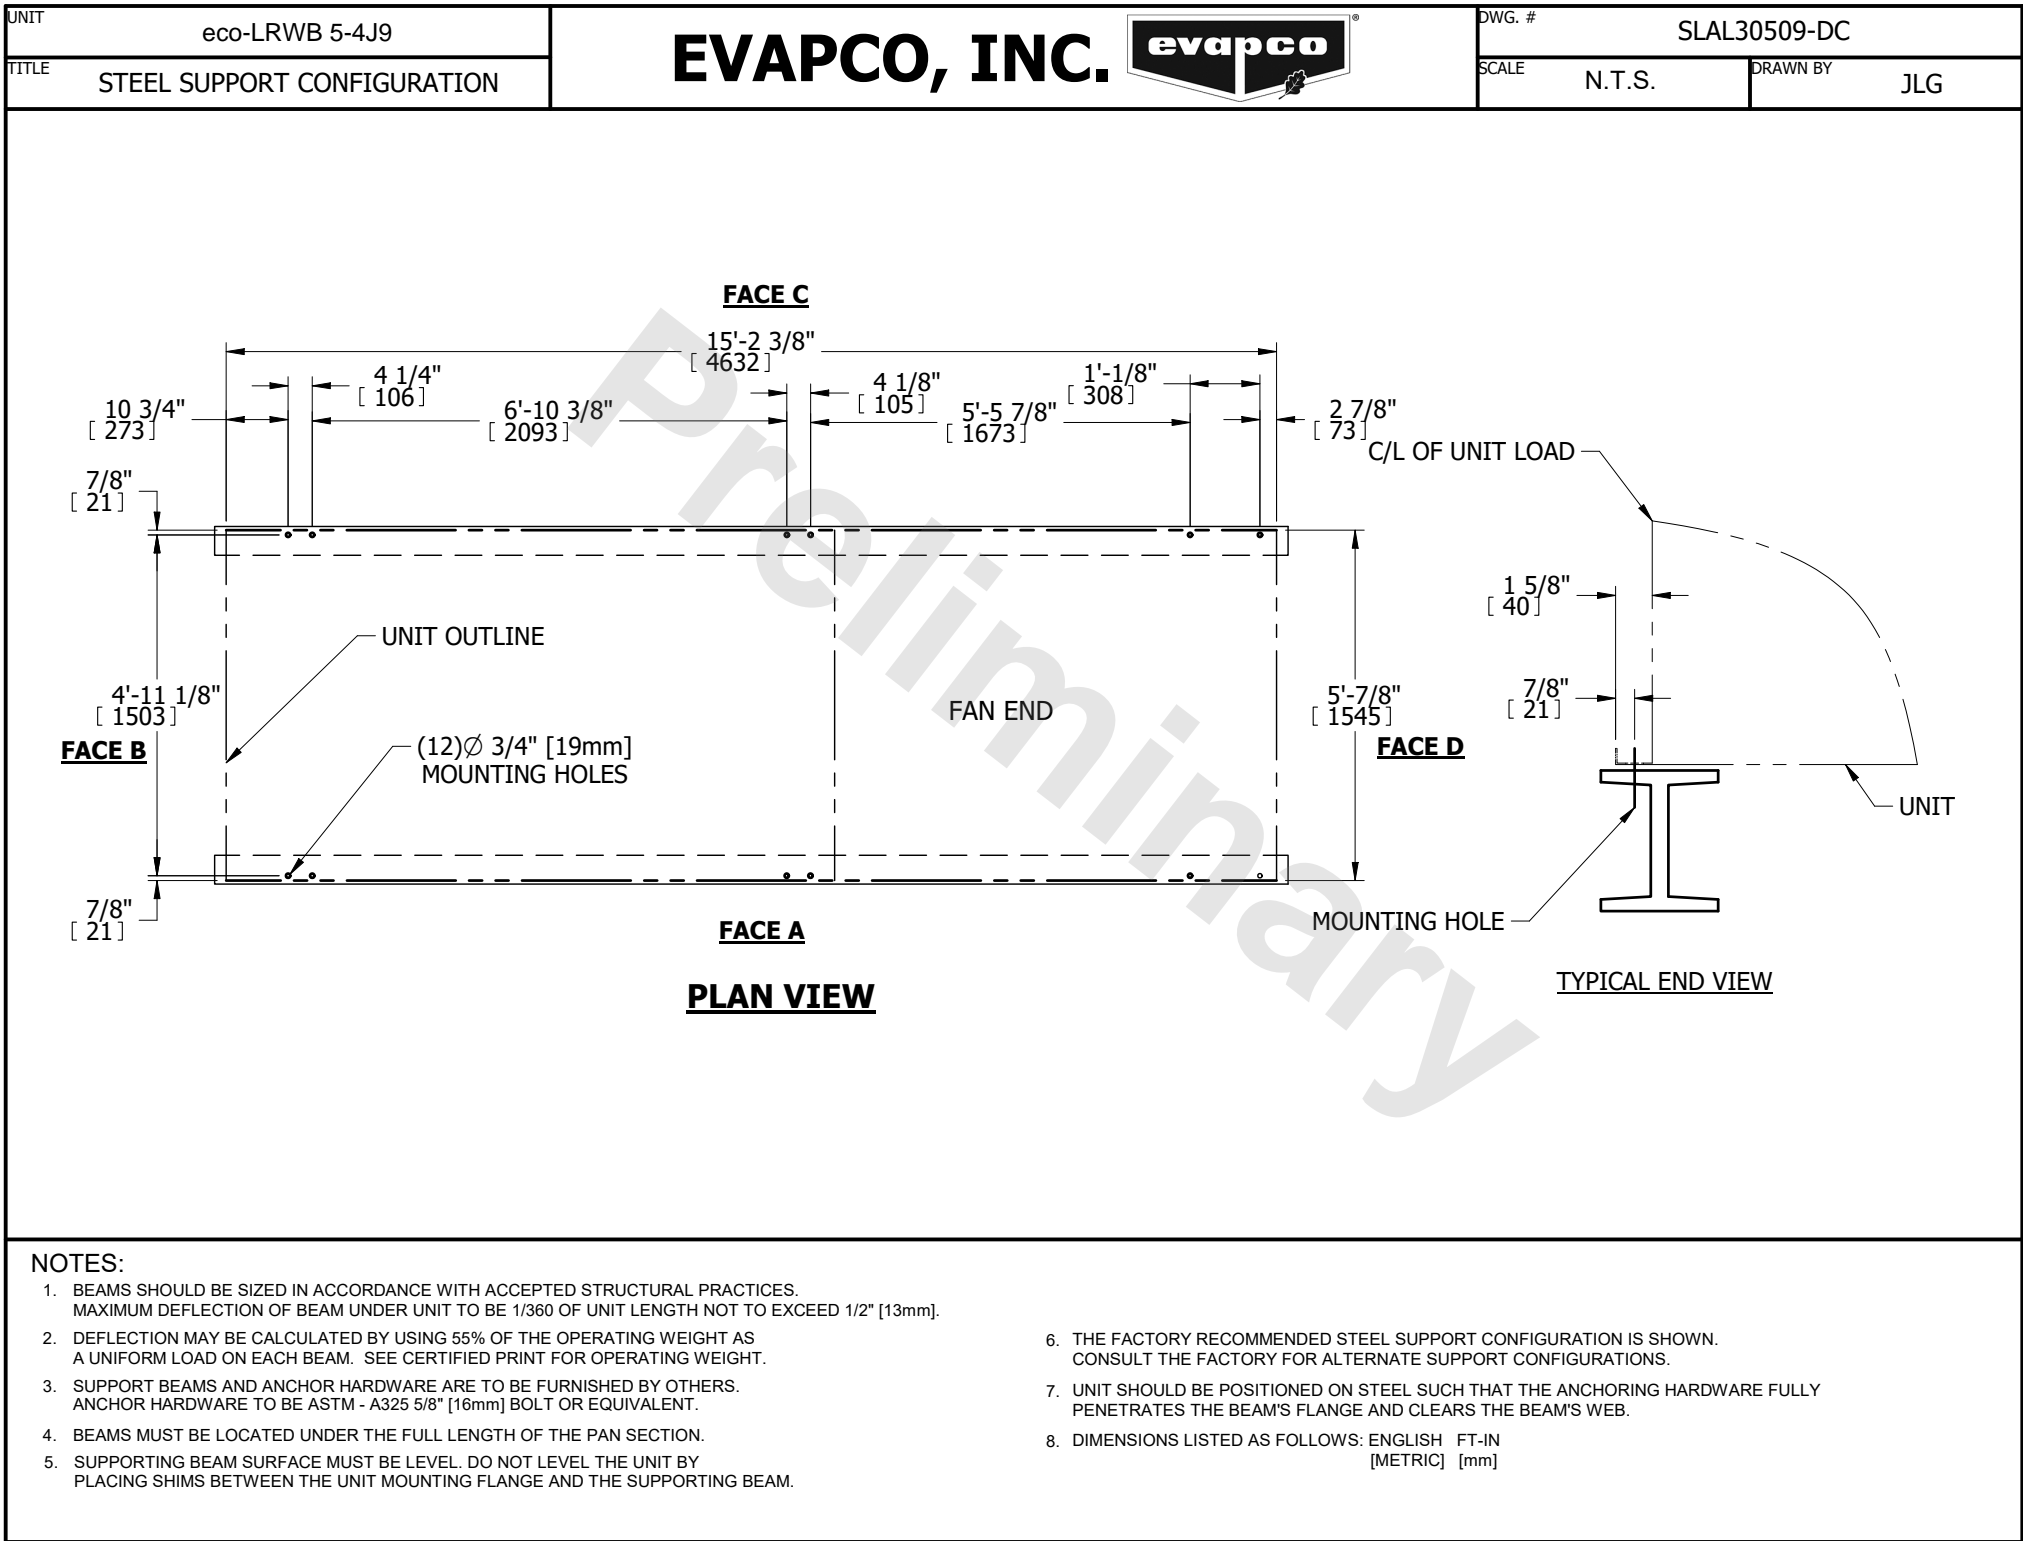 UNIT
eco-LRWB 5-4J9
TITLE
STEEL SUPPORT CONFIGURATION
EVAPCO, INC.
evapco
®
DWG. #
SLAL30509-DC
SCALE
N.T.S.
DRAWN BY
JLG
FACE C
15'-2 3/8"
[ 4632 ]
4 1/4"
[ 106 ]
4 1/8"
[ 105 ]
1'-1/8"
[ 308 ]
10 3/4"
[ 273 ]
6'-10 3/8"
[ 2093 ]
5'-5 7/8"
[ 1673 ]
2 7/8"
[ 73 ]
C/L OF UNIT LOAD
7/8"
[ 21 ]
1 5/8"
[ 40 ]
UNIT OUTLINE
4'-11 1/8"
[ 1503 ]
FACE B
FAN END
5'-7/8"
[ 1545 ]
FACE D
7/8"
[ 21 ]
(12)Ø 3/4" [19mm]
MOUNTING HOLES
UNIT
7/8"
[ 21 ]
MOUNTING HOLE
FACE A
PLAN VIEW
TYPICAL END VIEW
Preliminary
NOTES:
1. BEAMS SHOULD BE SIZED IN ACCORDANCE WITH ACCEPTED STRUCTURAL PRACTICES.
MAXIMUM DEFLECTION OF BEAM UNDER UNIT TO BE 1/360 OF UNIT LENGTH NOT TO EXCEED 1/2" [13mm].
2. DEFLECTION MAY BE CALCULATED BY USING 55% OF THE OPERATING WEIGHT AS
A UNIFORM LOAD ON EACH BEAM. SEE CERTIFIED PRINT FOR OPERATING WEIGHT.
3. SUPPORT BEAMS AND ANCHOR HARDWARE ARE TO BE FURNISHED BY OTHERS.
ANCHOR HARDWARE TO BE ASTM - A325 5/8" [16mm] BOLT OR EQUIVALENT.
4. BEAMS MUST BE LOCATED UNDER THE FULL LENGTH OF THE PAN SECTION.
5. SUPPORTING BEAM SURFACE MUST BE LEVEL. DO NOT LEVEL THE UNIT BY
PLACING SHIMS BETWEEN THE UNIT MOUNTING FLANGE AND THE SUPPORTING BEAM.
6. THE FACTORY RECOMMENDED STEEL SUPPORT CONFIGURATION IS SHOWN.
CONSULT THE FACTORY FOR ALTERNATE SUPPORT CONFIGURATIONS.
7. UNIT SHOULD BE POSITIONED ON STEEL SUCH THAT THE ANCHORING HARDWARE FULLY
PENETRATES THE BEAM'S FLANGE AND CLEARS THE BEAM'S WEB.
8. DIMENSIONS LISTED AS FOLLOWS: ENGLISH FT-IN
[METRIC] [mm]